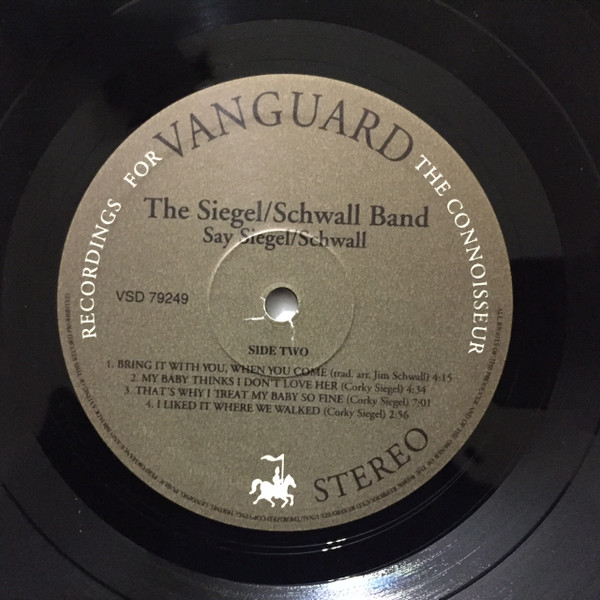 VANGUARD
RECORDINGS FOR THE CONNOISSEUR
The Siegel/Schwall Band
Say Siegel/Schwall
VSD 79249
SIDE TWO
1. BRING IT WITH YOU, WHEN YOU COME (trad. arr. Jim Schwall) 4:15
2. MY BABY THINKS I DON'T LOVE HER (Corky Siegel) 4:34
3. THAT'S WHY I TREAT MY BABY SO FINE (Corky Siegel) 7:01
4. I LIKED IT WHERE WE WALKED (Corky Siegel) 2:56
STEREO